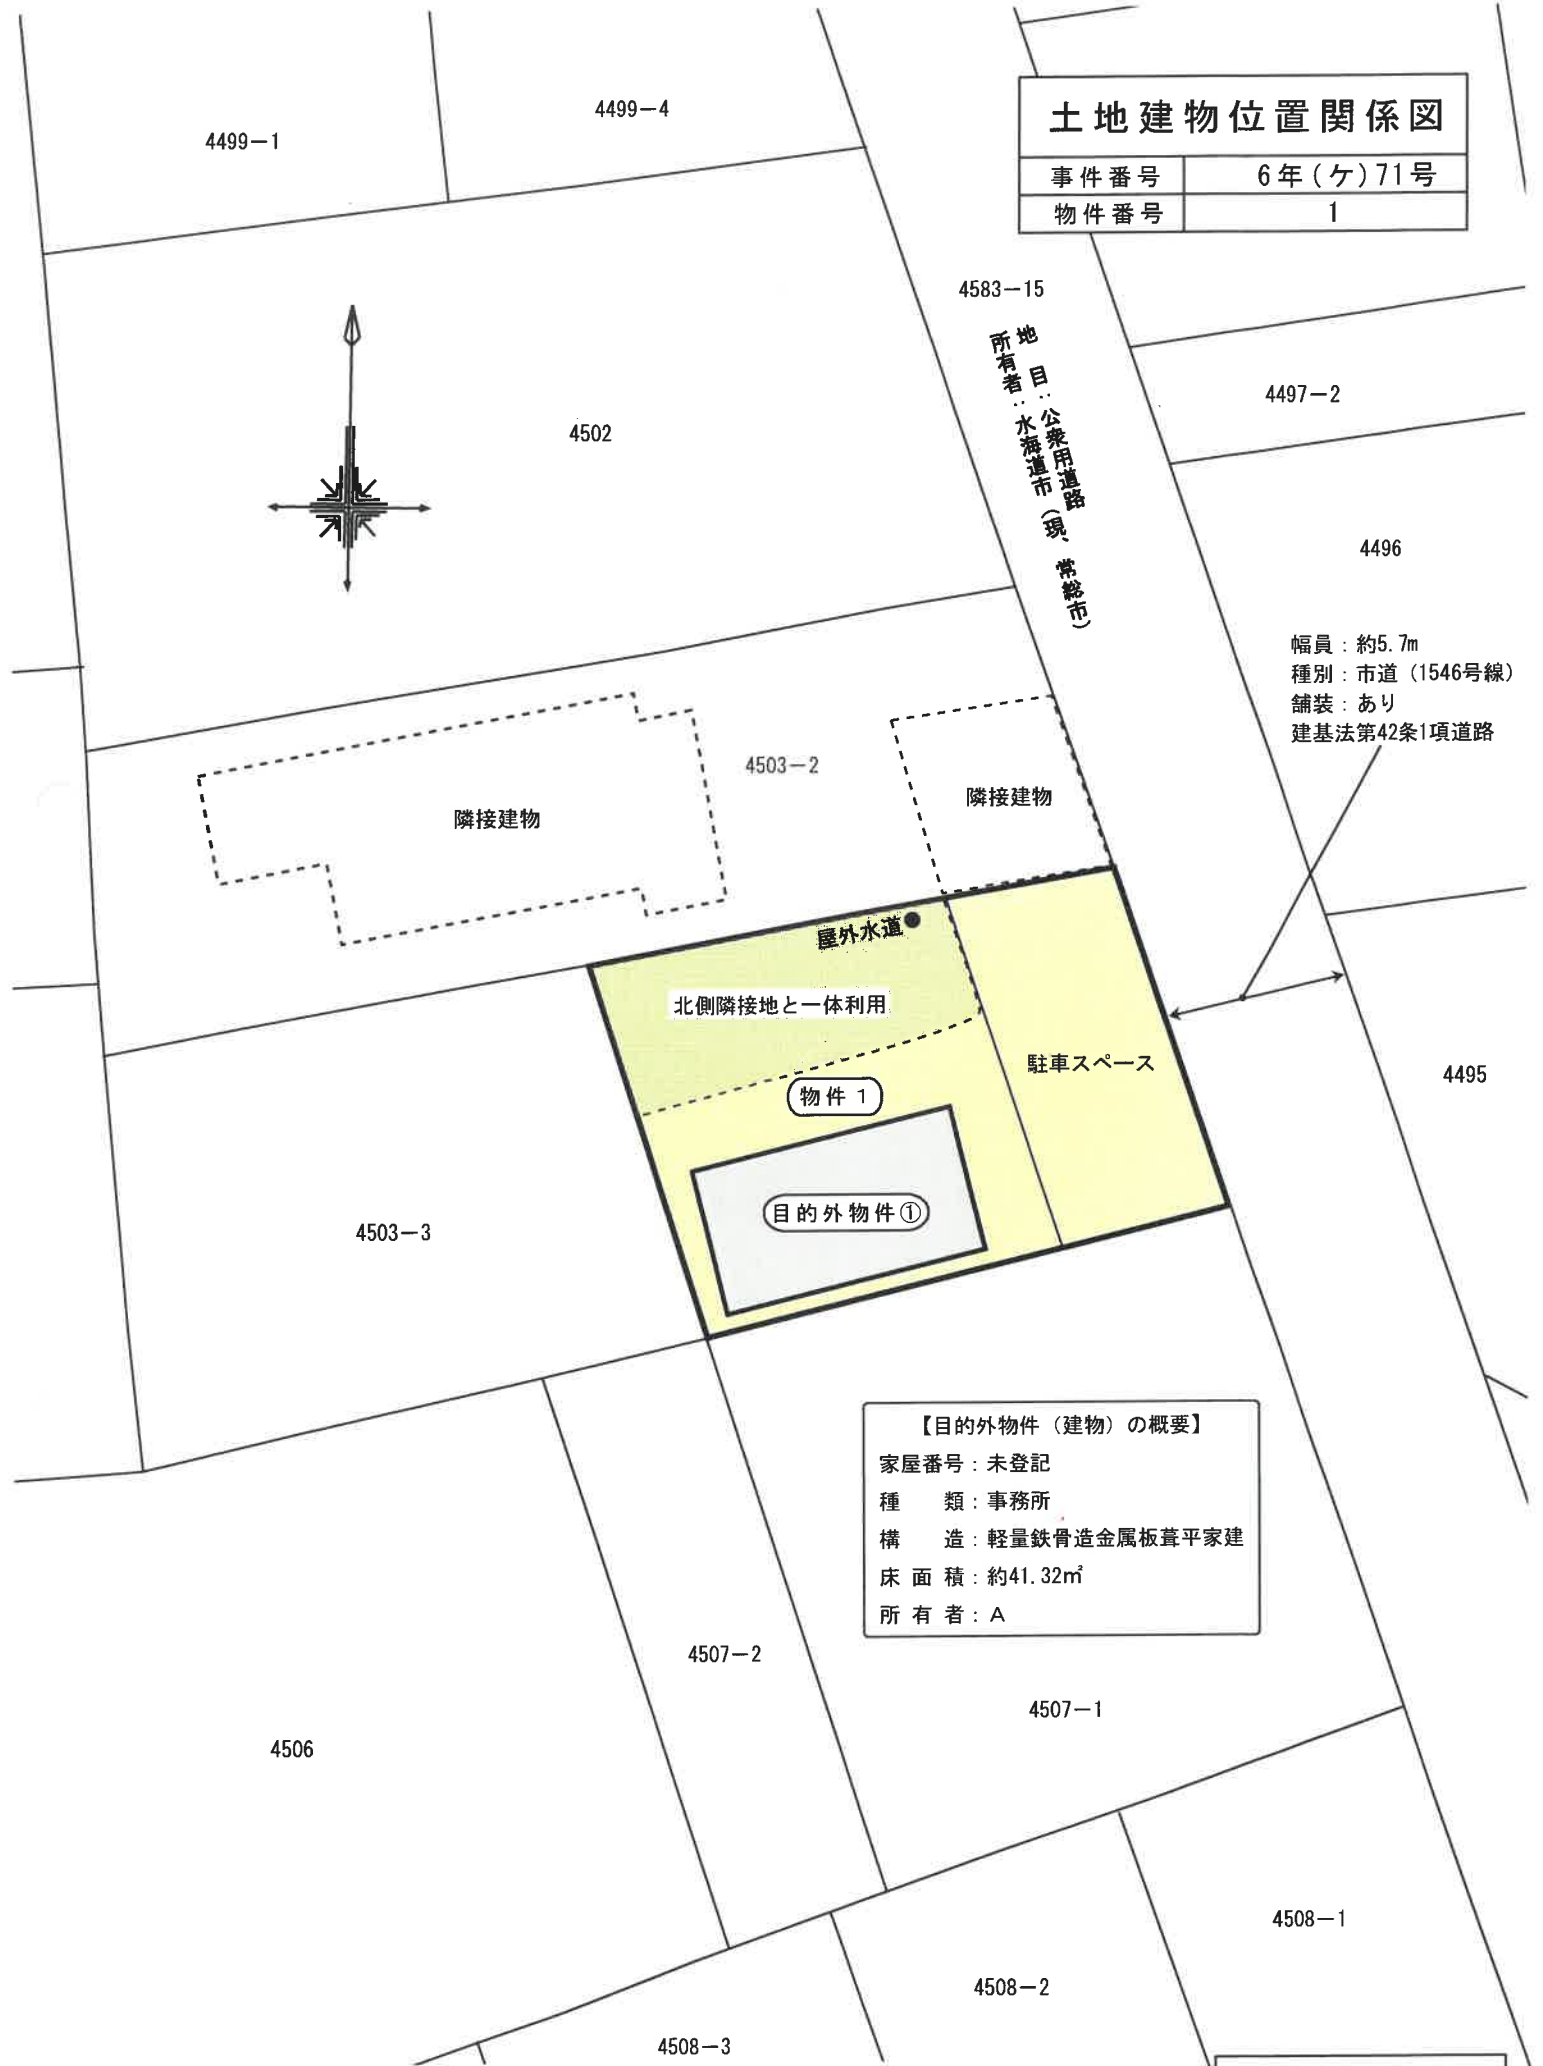 土地建物位置関係図
事件番号 6年(ケ)71号
物件番号 1
4499-1
4499-4
4583-15
地　目：公衆用道路
所有者：水海道市（現、常総市）
4497-2
4502
4496
幅員：約5.7m
種別：市道（1546号線）
舗装：あり
建基法第42条1項道路
4503-2
隣接建物
隣接建物
屋外水道
北側隣接地と一体利用
駐車スペース
物件 1
4495
目的外物件①
4503-3
【目的外物件（建物）の概要】
家屋番号：未登記
種　　類：事務所
構　　造：軽量鉄骨造金属板葺平家建
床 面 積：約41.32㎡
所 有 者：A
4507-2
4507-1
4506
4508-1
4508-2
4508-3